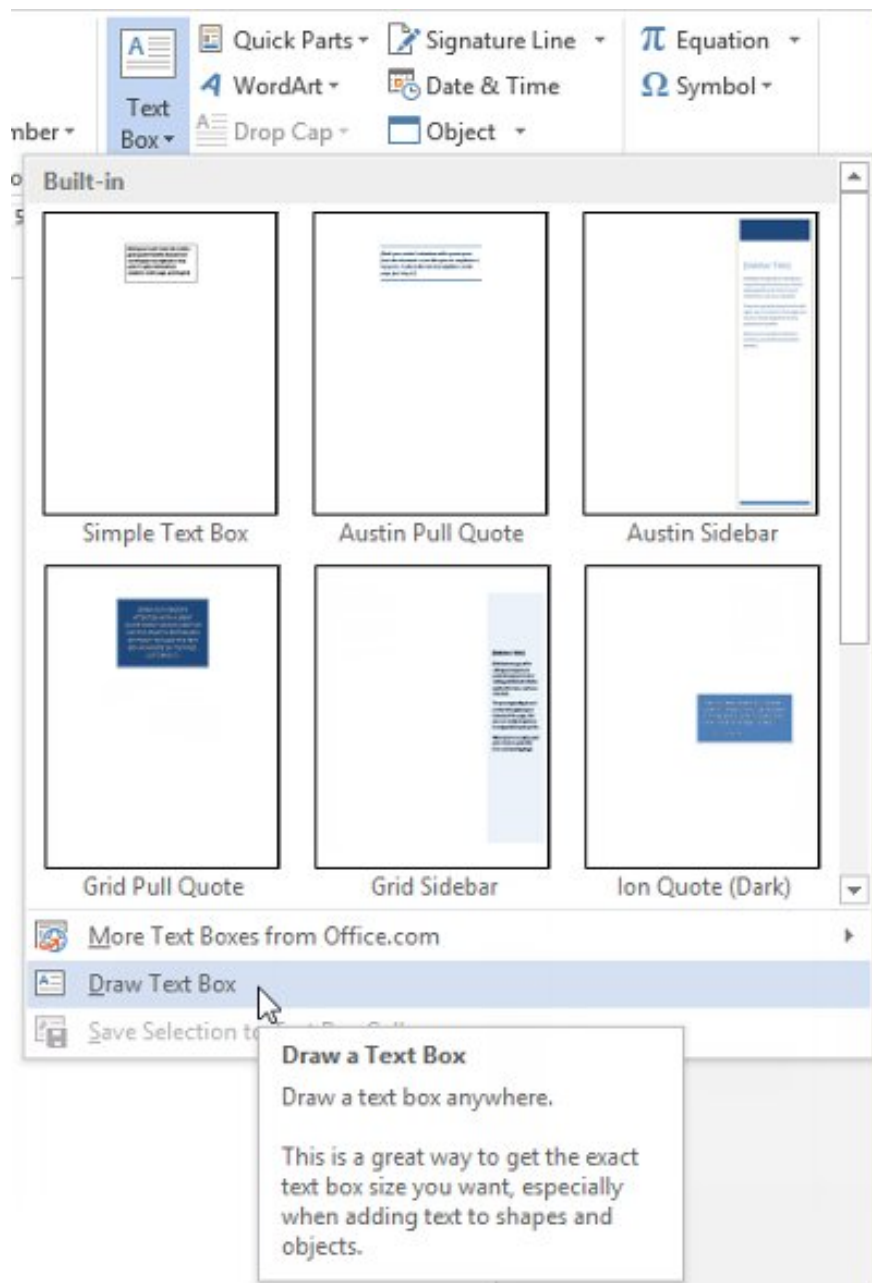 Quick Parts
Signature Line
Equation
WordArt
Date & Time
Symbol
Text
Box
mber
Drop Cap
Object
Built-in
Simple Text Box
Austin Pull Quote
Austin Sidebar
Grid Pull Quote
Grid Sidebar
Ion Quote (Dark)
More Text Boxes from Office.com
Draw Text Box
Save Selection to
Draw a Text Box
Draw a text box anywhere.
This is a great way to get the exact
text box size you want, especially
when adding text to shapes and
objects.